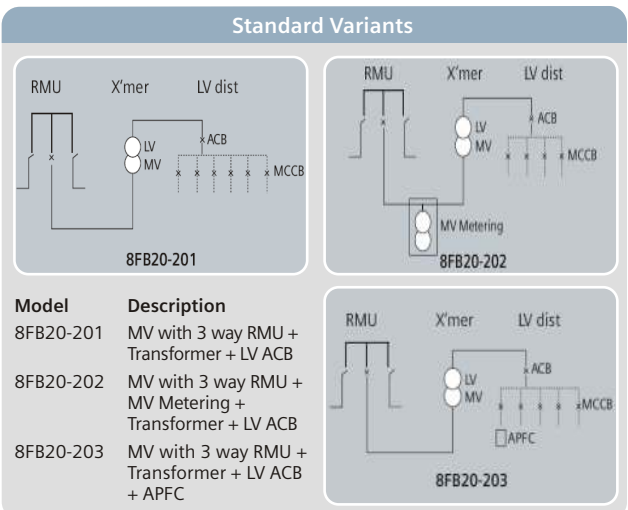 Standard Variants
RMU X'mer LV dist
ACB
LV
MV
MCCB
8FB20-201
RMU X'mer LV dist
ACB
LV
MV
MCCB
MV Metering
8FB20-202
Model Description
8FB20-201 MV with 3 way RMU +
Transformer + LV ACB
8FB20-202 MV with 3 way RMU +
MV Metering +
Transformer + LV ACB
8FB20-203 MV with 3 way RMU +
Transformer + LV ACB
+ APFC
RMU X'mer LV dist
ACB
LV
MV
MCCB
APFC
8FB20-203